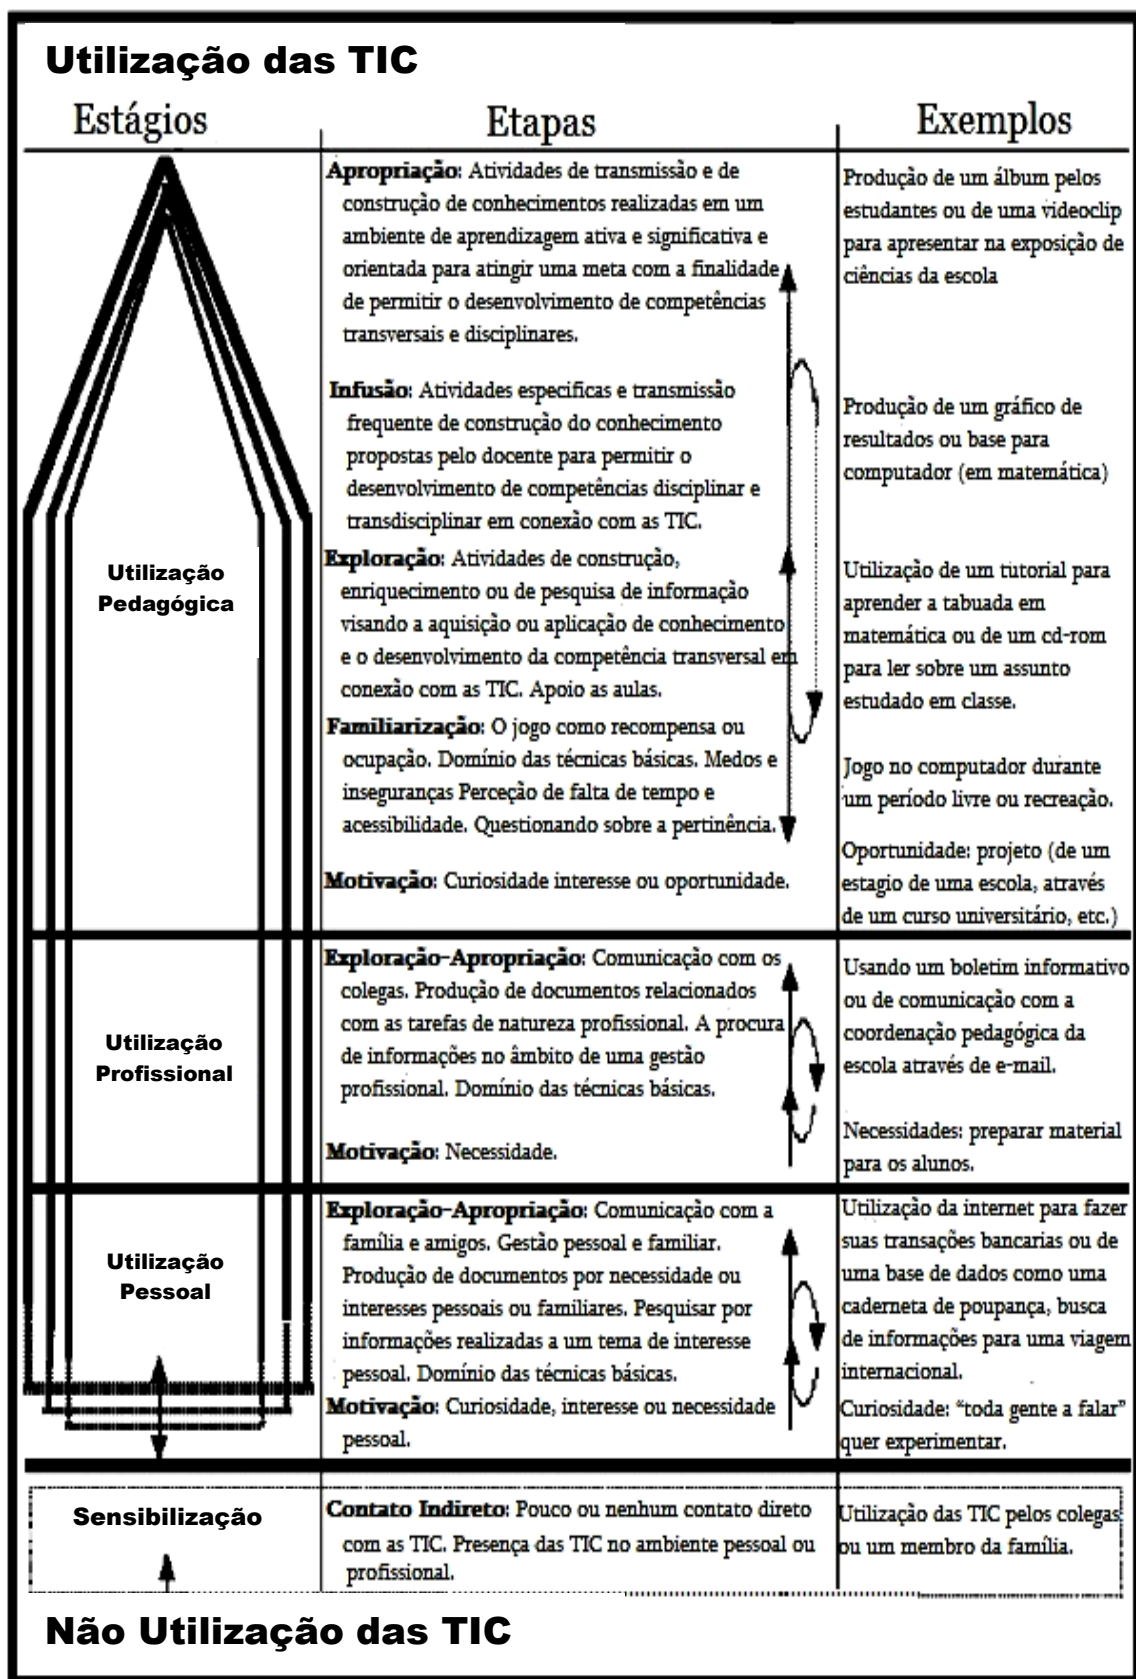 Utilização das TIC
Estágios
Etapas
Exemplos
Apropriação: Atividades de transmissão e de
construção de conhecimentos realizadas em um
ambiente de aprendizagem ativa e significativa e
orientada para atingir uma meta com a finalidade
de permitir o desenvolvimento de competências
transversais e disciplinares.
Produção de um álbum pelos
estudantes ou de uma videoclip
para apresentar na exposição de
ciências da escola
Infusão: Atividades especificas e transmissão
frequente de construção do conhecimento
propostas pelo docente para permitir o
desenvolvimento de competências disciplinar e
transdisciplinar em conexão com as TIC.
Produção de um gráfico de
resultados ou base para
computador (em matemática)
Utilização
Pedagógica
Exploração: Atividades de construção,
enriquecimento ou de pesquisa de informação
visando a aquisição ou aplicação de conhecimento
e o desenvolvimento da competência transversal em
conexão com as TIC. Apoio as aulas.
Utilização de um tutorial para
aprender a tabuada em
matemática ou de um cd-rom
para ler sobre um assunto
estudado em classe.
Familiarização: O jogo como recompensa ou
ocupação. Domínio das técnicas básicas. Medos e
inseguranças Perceção de falta de tempo e
acessibilidade. Questionando sobre a pertinência.
Jogo no computador durante
um período livre ou recreação.
Motivação: Curiosidade interesse ou oportunidade.
Oportunidade: projeto (de um
estagio de uma escola, através
de um curso universitário, etc.)
Utilização
Profissional
Exploração-Apropriação: Comunicação com os
colegas. Produção de documentos relacionados
com as tarefas de natureza profissional. A procura
de informações no âmbito de uma gestão
profissional. Domínio das técnicas básicas.
Usando um boletim informativo
ou de comunicação com a
coordenação pedagógica da
escola através de e-mail.
Motivação: Necessidade.
Necessidades: preparar material
para os alunos.
Utilização
Pessoal
Exploração-Apropriação: Comunicação com a
família e amigos. Gestão pessoal e familiar.
Produção de documentos por necessidade ou
interesses pessoais ou familiares. Pesquisar por
informações realizadas a um tema de interesse
pessoal. Domínio das técnicas básicas.
Utilização da internet para fazer
suas transações bancarias ou de
uma base de dados como uma
caderneta de poupança, busca
de informações para uma viagem
internacional.
Motivação: Curiosidade, interesse ou necessidade
pessoal.
Curiosidade: “toda gente a falar”
quer experimentar.
Sensibilização
Contato Indireto: Pouco ou nenhum contato direto
com as TIC. Presença das TIC no ambiente pessoal ou
profissional.
Utilização das TIC pelos colegas
ou um membro da família.
Não Utilização das TIC